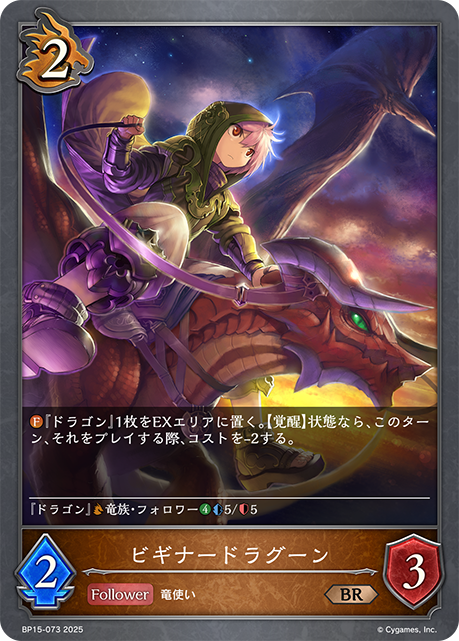 2
F『ドラゴン』1枚をEXエリアに置く。【覚醒】状態なら、このター
ン、それをプレイする際、コストを-2する。
『ドラゴン』竜族・フォロワー 4 5/5
ビギナードラグーン
2
Follower 竜使い
BR
3
BP15-073 2025
© Cygames, Inc.